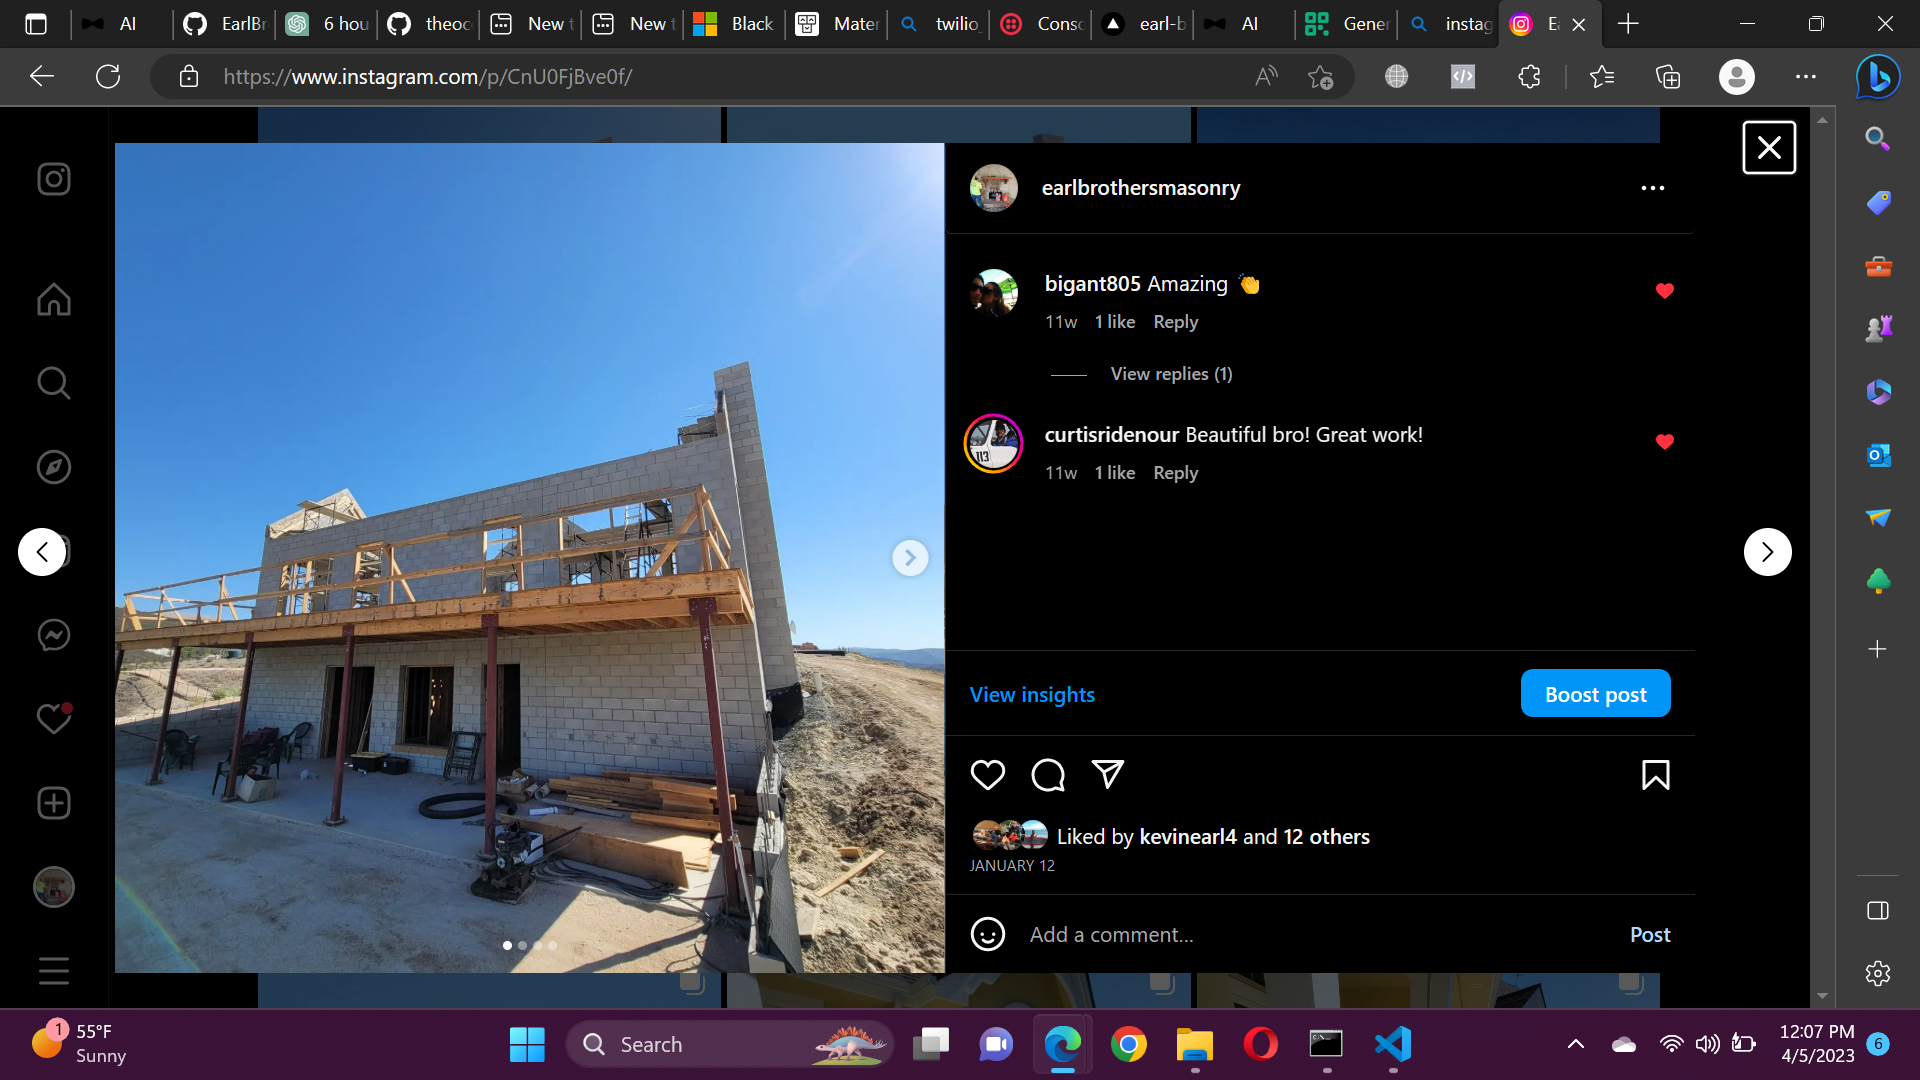 AI
EarlBr
6 hou
theoc
New t
New t
Black
Mater
twilio
Conso
earl-b
AI
Gener
instag
Ea
https://www.instagram.com/p/CnU0FjBve0f/
earlbrothersmasonry
bigant805 Amazing 👏
11w 1 like Reply
View replies (1)
curtisridenour Beautiful bro! Great work!
11w 1 like Reply
113
View insights
Boost post
Liked by kevinearl4 and 12 others
JANUARY 12
Add a comment...
Post
1
55°F
Sunny
Search
12:07 PM
4/5/2023
6